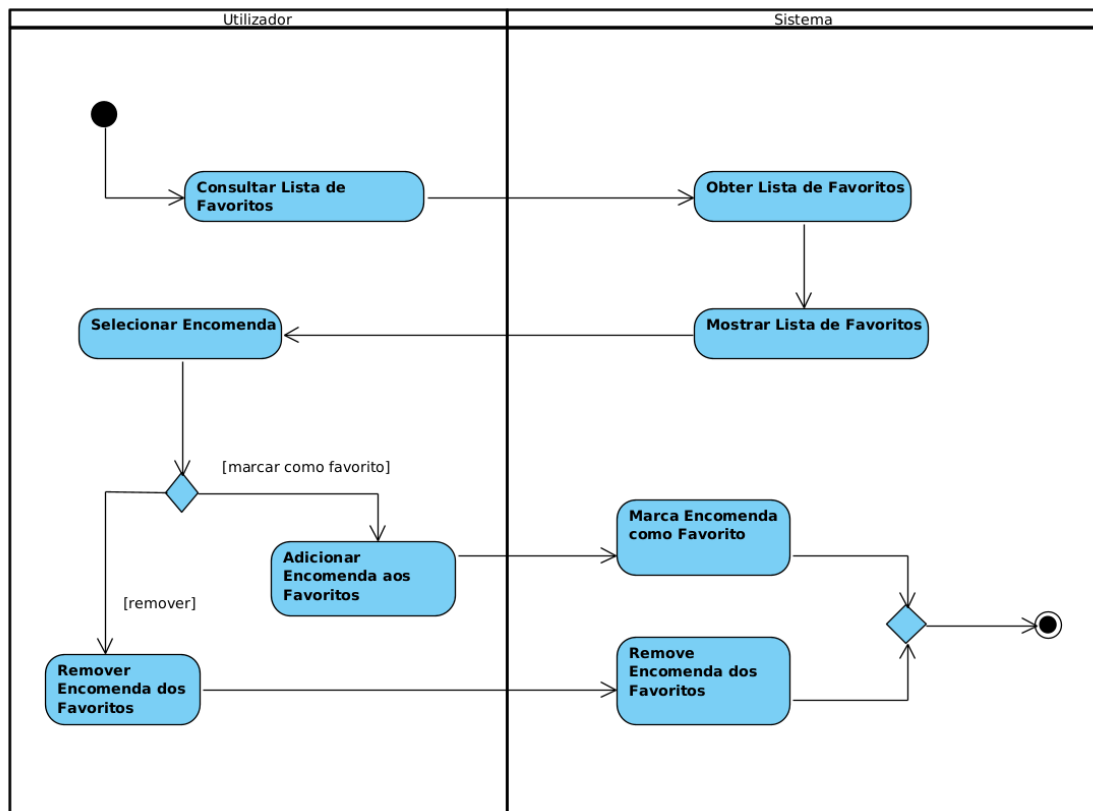 Utilizador
Sistema
Consultar Lista de
Favoritos
Obter Lista de Favoritos
Selecionar Encomenda
Mostrar Lista de Favoritos
[marcar como favorito]
Adicionar
Encomenda aos
Favoritos
Marca Encomenda
como Favorito
[remover]
Remover
Encomenda dos
Favoritos
Remove
Encomenda dos
Favoritos